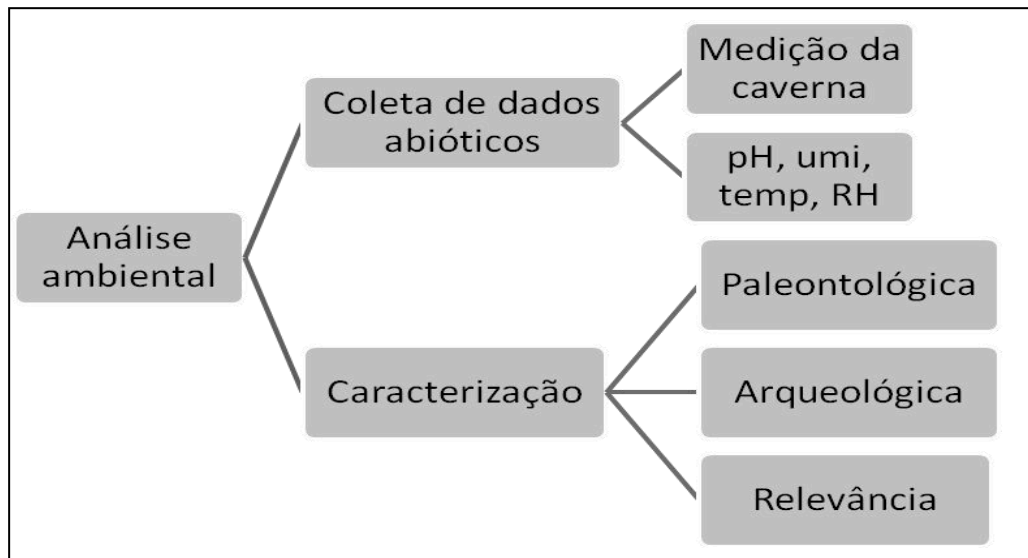 Análise
ambiental
Coleta de dados
abióticos
Medição da
caverna
pH, umi,
temp, RH
Caracterização
Paleontológica
Arqueológica
Relevância